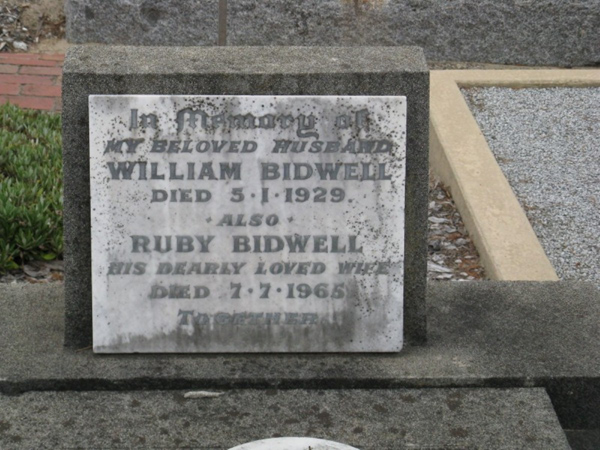 In Memory of
MY BELOVED HUSBAND
WILLIAM BIDWELL
DIED 5·1·1929.
· ALSO ·
RUBY BIDWELL
HIS DEARLY LOVED WIFE
DIED 7·7·1965
TOGETHER